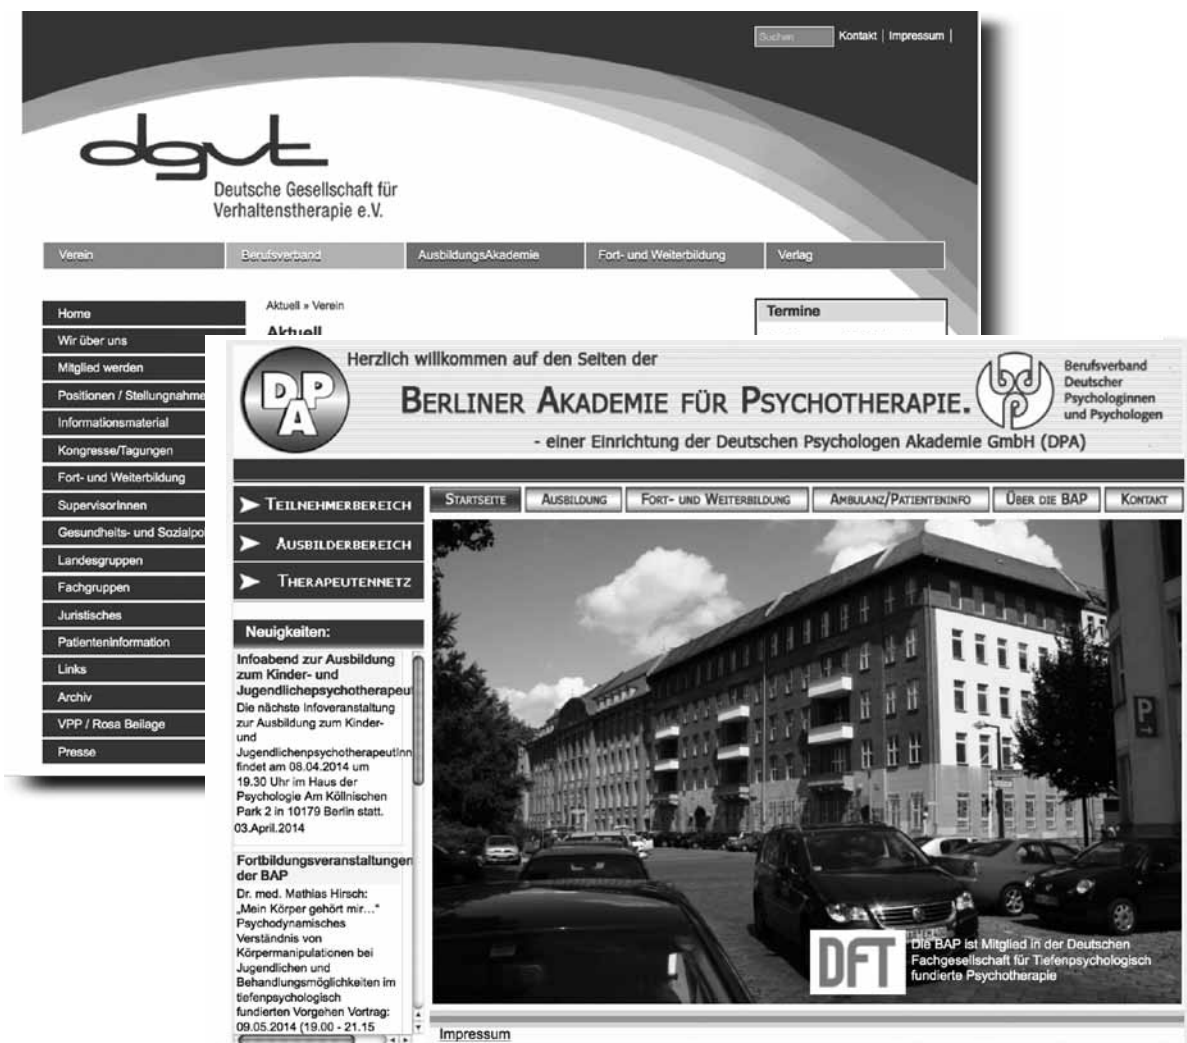 Suchen
Kontakt | Impressum |
dgvt
Deutsche Gesellschaft für
Verhaltenstherapie e.V.
Verein
Berufsverband
AusbildungsAkademie
Fort- und Weiterbildung
Verlag
Home
Wir über uns
Mitglied werden
Positionen / Stellungnahme
Informationsmaterial
Kongresse/Tagungen
Fort- und Weiterbildung
SupervisorInnen
Gesundheits- und Sozialpo
Landesgruppen
Fachgruppen
Juristisches
Patienteninformation
Links
Archiv
VPP / Rosa Beilage
Presse
Aktuell » Verein
Aktuell
Termine
DPA
Herzlich willkommen auf den Seiten der
BERLINER AKADEMIE FÜR PSYCHOTHERAPIE.
- einer Einrichtung der Deutschen Psychologen Akademie GmbH (DPA)
bdp
Berufsverband
Deutscher
Psychologinnen
und Psychologen
TEILNEHMERBEREICH
AUSBILDERBEREICH
THERAPEUTENNETZ
STARTSEITE
AUSBILDUNG
FORT- UND WEITERBILDUNG
AMBULANZ/PATIENTENINFO
ÜBER DIE BAP
KONTAKT
Neuigkeiten:
Infoabend zur Ausbildung
zum Kinder- und
Jugendlichepsychotherapeut
Die nächste Infoveranstaltung
zur Ausbildung zum Kinder-
und
JugendlichenpsychotherapeutInn
findet am 08.04.2014 um
19.30 Uhr im Haus der
Psychologie Am Köllnischen
Park 2 in 10179 Berlin statt.
03.April.2014
Fortbildungsveranstaltungen
der BAP
Dr. med. Mathias Hirsch:
„Mein Körper gehört mir…“
Psychodynamisches
Verständnis von
Körpermanipulationen bei
Jugendlichen und
Behandlungsmöglichkeiten im
tiefenpsychologisch
fundierten Vorgehen Vortrag:
09.05.2014 (19.00 - 21.15
P
DFT
Die BAP ist Mitglied in der Deutschen
Fachgesellschaft für Tiefenpsychologisch
fundierte Psychotherapie
Impressum